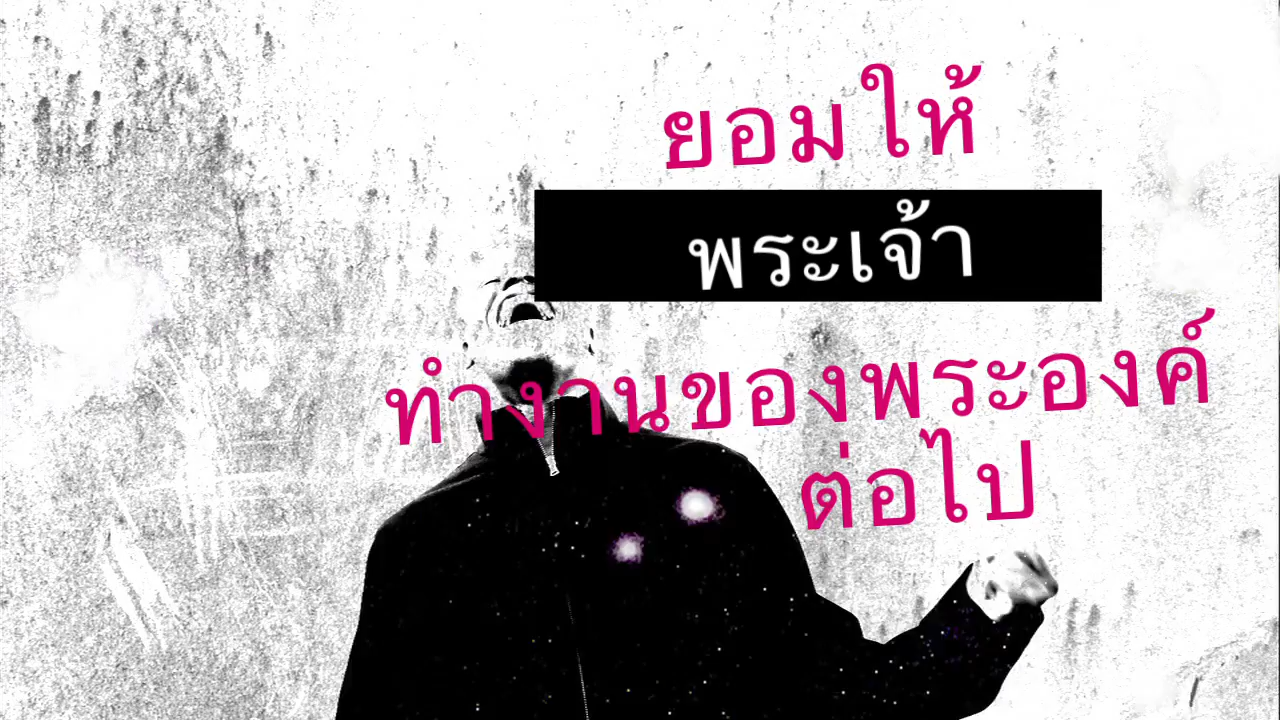 ยอมให้
พระเจ้า
ทำงานของพระองค์
ต่อไป